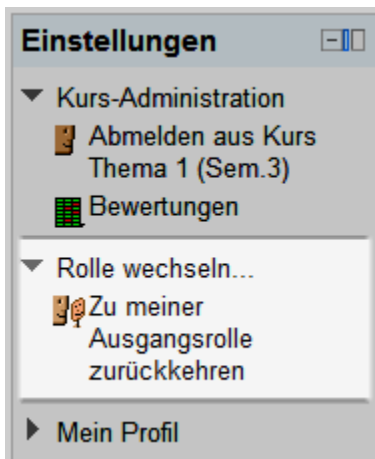 Einstellungen
Kurs-Administration
Abmelden aus Kurs
Thema 1 (Sem.3)
Bewertungen
Rolle wechseln...
Zu meiner
Ausgangsrolle
zurückkehren
Mein Profil